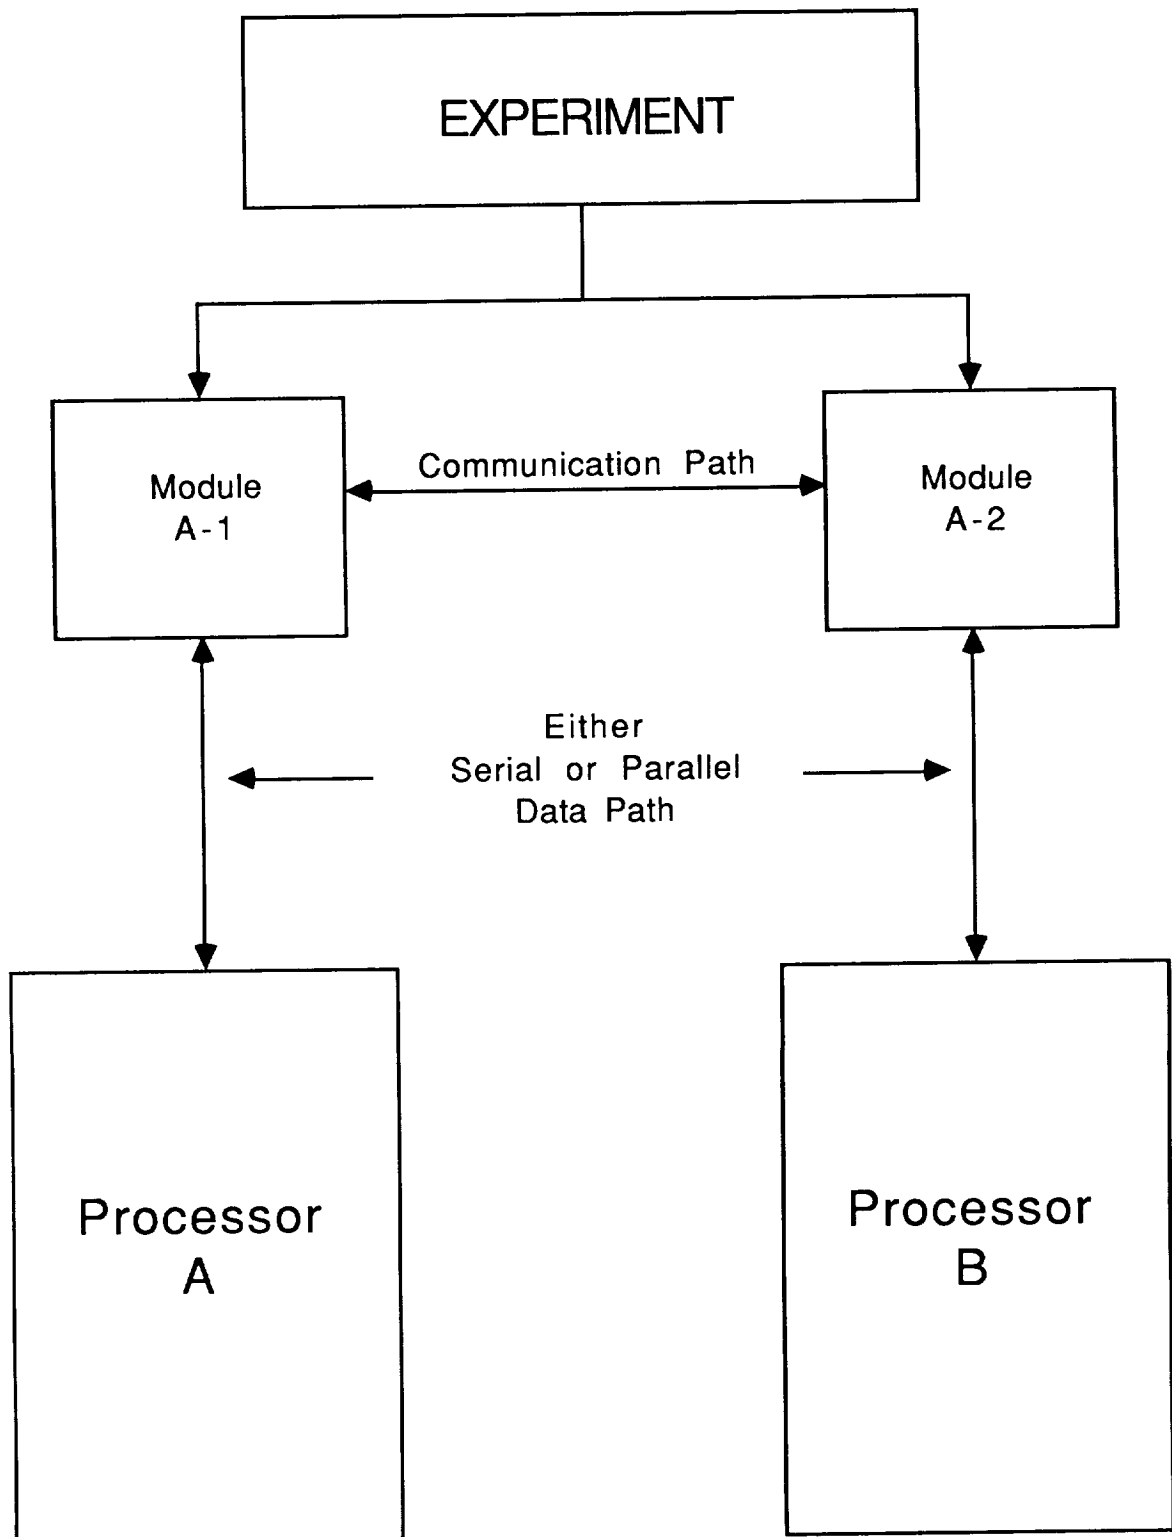 EXPERIMENT
Communication Path
Module
A-1
Module
A-2
Either
Serial or Parallel
Data Path
Processor
A
Processor
B